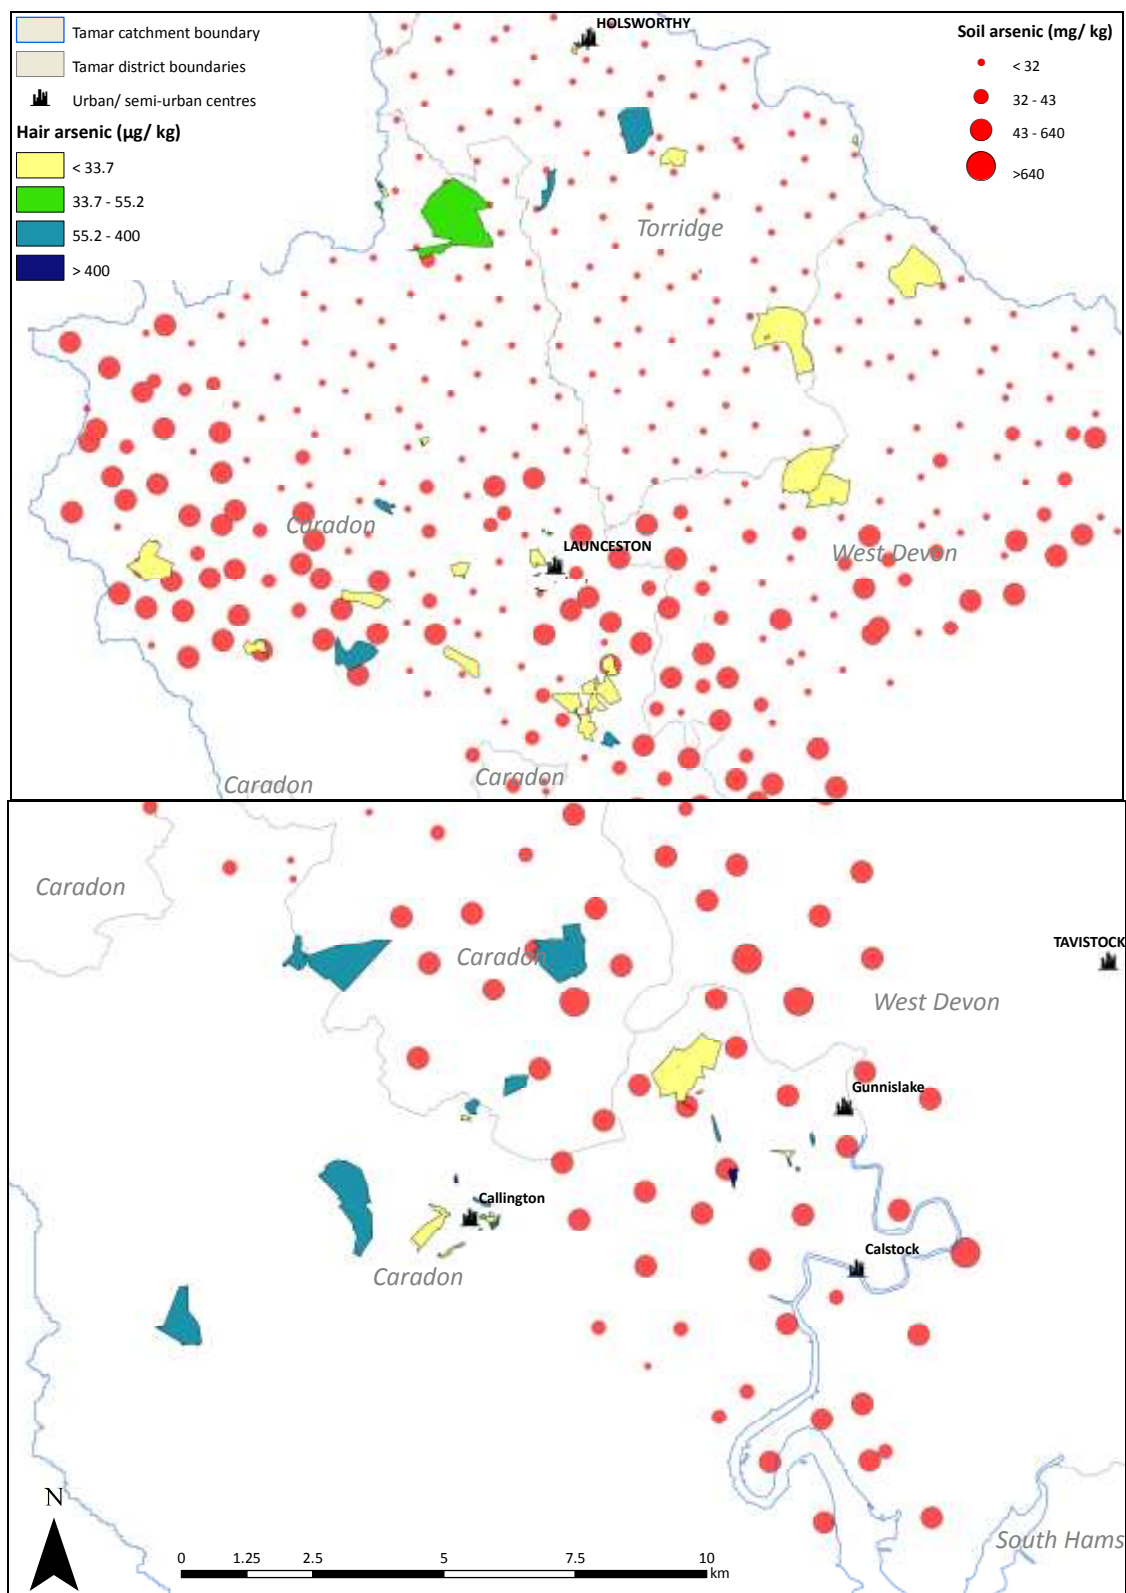 Tamar catchment boundary
Tamar district boundaries
Urban/ semi-urban centres
Hair arsenic (µg/ kg)
< 33.7
33.7 - 55.2
55.2 - 400
> 400
HOLSWORTHY
Soil arsenic (mg/ kg)
< 32
32 - 43
43 - 640
>640
Torridge
Caradon
LAUNCESTON
West Devon
Caradon
Caradon
Caradon
Caradon
TAVISTOCK
West Devon
Gunnislake
Callington
Calstock
Caradon
N
0 1.25 2.5 5 7.5 10
km
South Hams